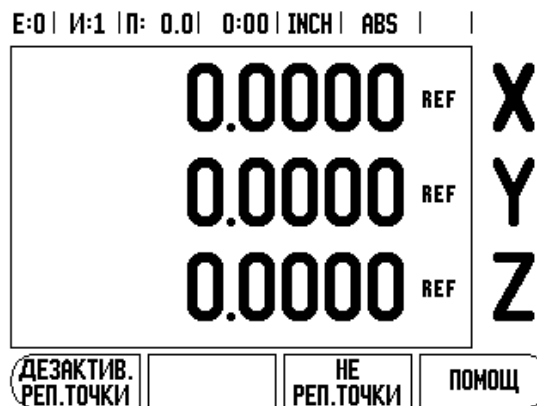 E:0 | И:1 | П: 0.0 | 0:00 | INCH | ABS | |
0.0000 REF X
0.0000 REF Y
0.0000 REF Z
ДЕЗАКТИВ. НЕ ПОМОЩ
РЕП.ТОЧКИ РЕП.ТОЧКИ